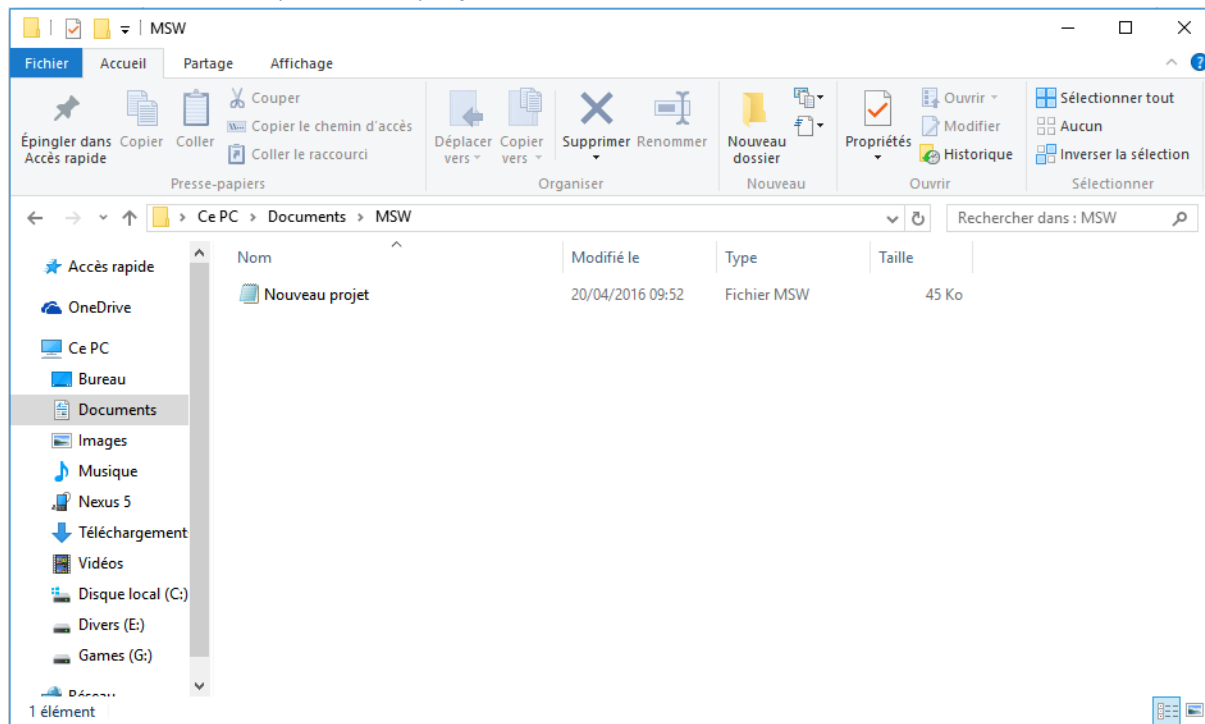 MSW
Fichier Accueil Partage Affichage
Épingler dans Accès rapide
Copier
Coller
Couper
Copier le chemin d'accès
Coller le raccourci
Presse-papiers
Déplacer vers
Copier vers
Supprimer
Renommer
Organiser
Nouveau dossier
Nouveau
Propriétés
Ouvrir
Modifier
Historique
Ouvrir
Sélectionner tout
Aucun
Inverser la sélection
Sélectionner
Ce PC > Documents > MSW
Rechercher dans : MSW
Nom Modifié le Type Taille
Nouveau projet 20/04/2016 09:52 Fichier MSW 45 Ko
Accès rapide
OneDrive
Ce PC
Bureau
Documents
Images
Musique
Nexus 5
Téléchargement
Vidéos
Disque local (C:)
Divers (E:)
Games (G:)
1 élément